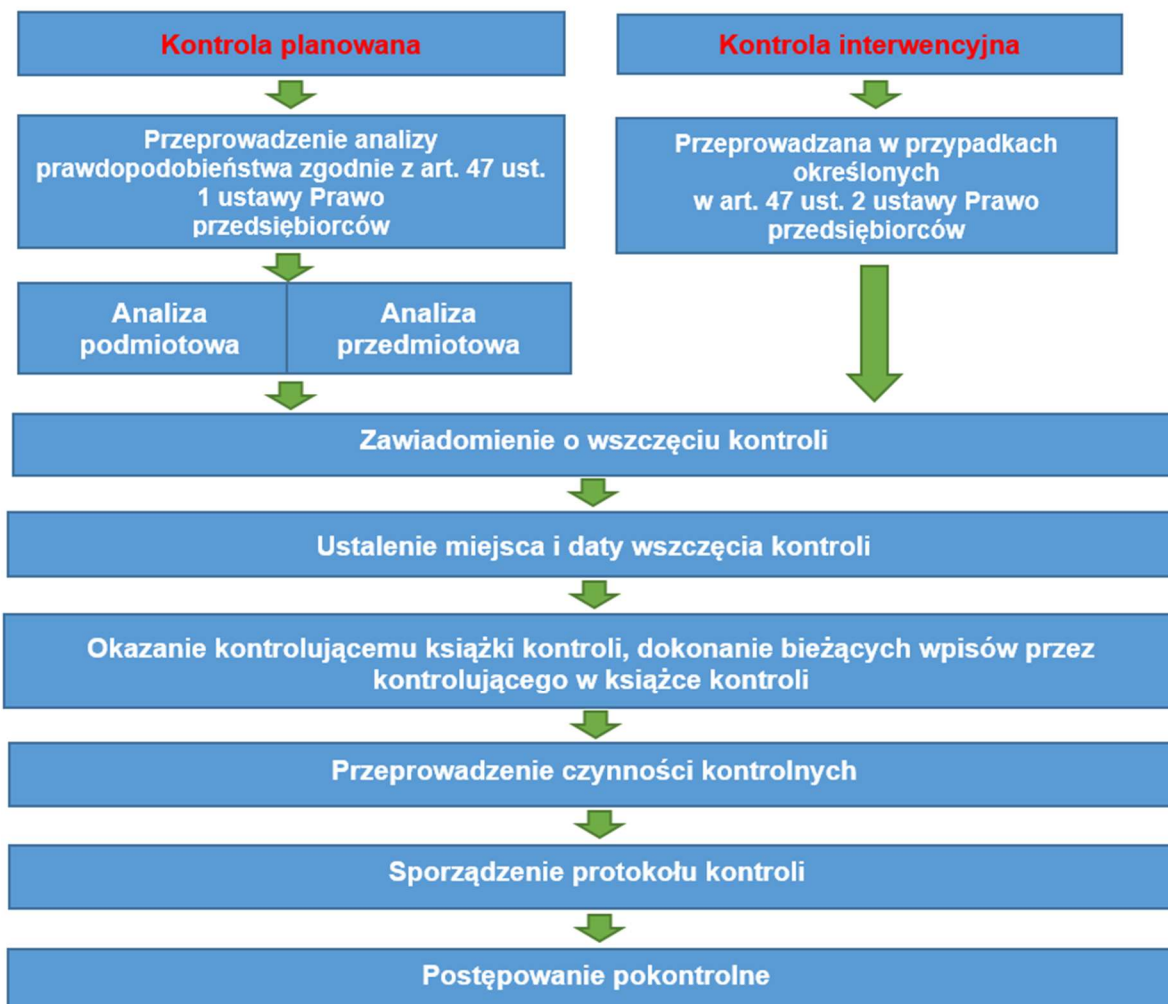 Kontrola planowana
Kontrola interwencyjna
Przeprowadzenie analizy
prawdopodobieństwa zgodnie z art. 47 ust.
1 ustawy Prawo
przedsiębiorców
Przeprowadzana w przypadkach
określonych
w art. 47 ust. 2 ustawy Prawo
przedsiębiorców
Analiza
podmiotowa
Analiza
przedmiotowa
Zawiadomienie o wszczęciu kontroli
Ustalenie miejsca i daty wszczęcia kontroli
Okazanie kontrolującemu książki kontroli, dokonanie bieżących wpisów przez
kontrolującego w książce kontroli
Przeprowadzenie czynności kontrolnych
Sporządzenie protokołu kontroli
Postępowanie pokontrolne